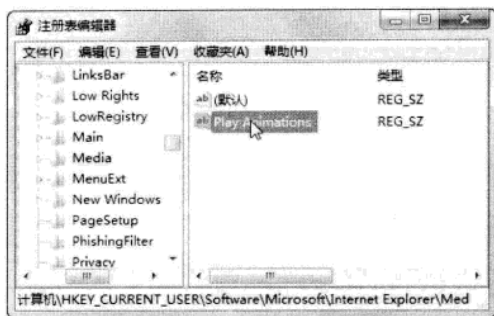 注册表编辑器
文件(F) 编辑(E) 查看(V) 收藏夹(A) 帮助(H)
LinksBar
Low Rights
LowRegistry
Main
Media
MenuExt
New Windows
PageSetup
PhishingFilter
Privacy
名称 类型
ab (默认) REG_SZ
ab Play Animations REG_SZ
计算机\HKEY_CURRENT_USER\Software\Microsoft\Internet Explorer\Med